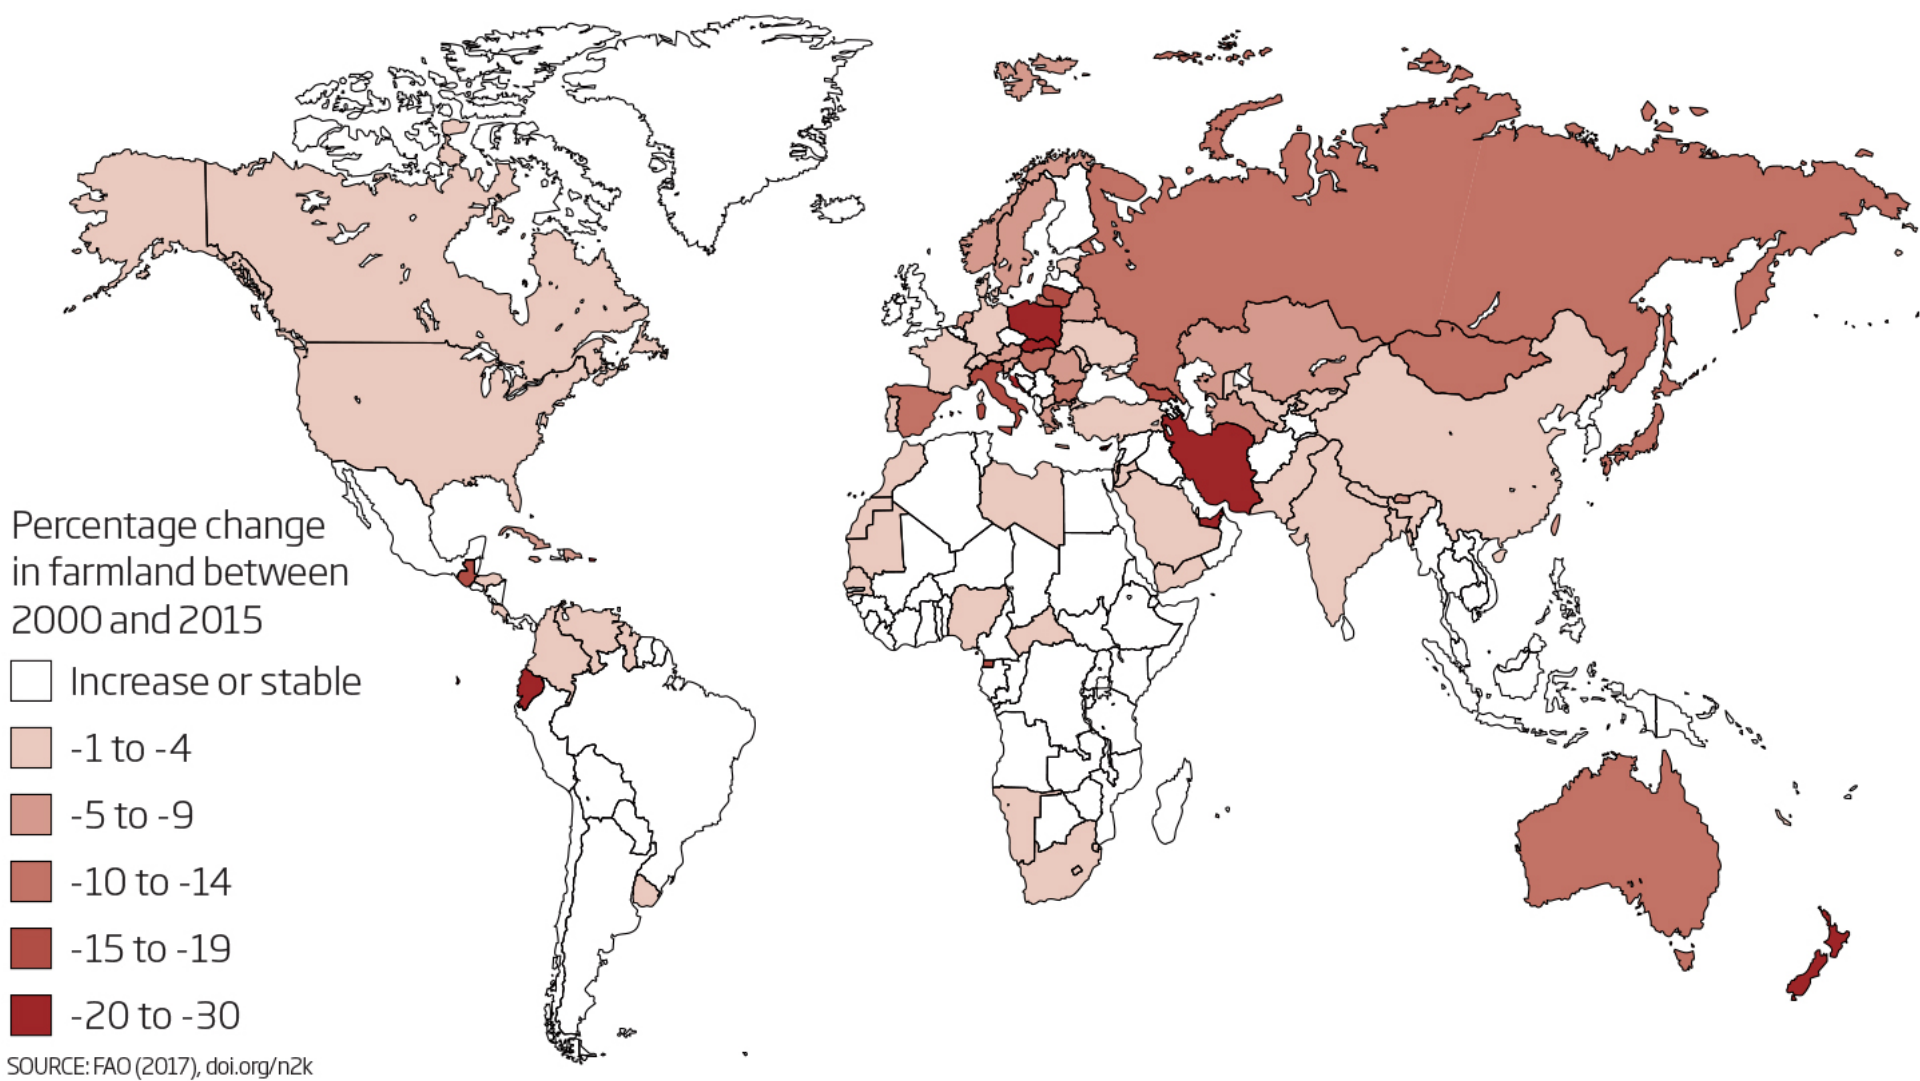 Percentage change
in farmland between
2000 and 2015
Increase or stable
-1 to -4
-5 to -9
-10 to -14
-15 to -19
-20 to -30
SOURCE: FAO (2017), doi.org/n2k